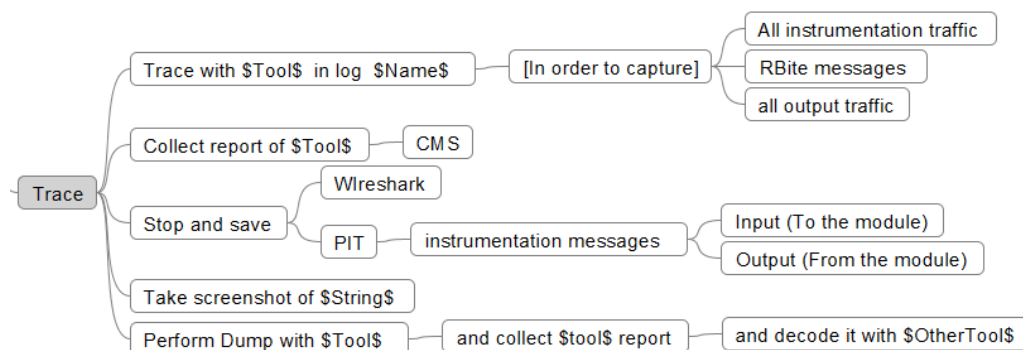 Trace
Trace with $Tool$ in log $Name$
[In order to capture]
All instrumentation traffic
RBite messages
all output traffic
Collect report of $Tool$
CMS
Stop and save
WIreshark
PIT
instrumentation messages
Input (To the module)
Output (From the module)
Take screenshot of $String$
Perform Dump with $Tool$
and collect $tool$ report
and decode it with $OtherTool$